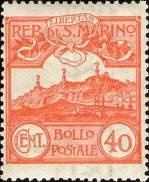 LIBERTAS
REP. DI S. MARINO
CENT. BOLLO 40
POSTALE